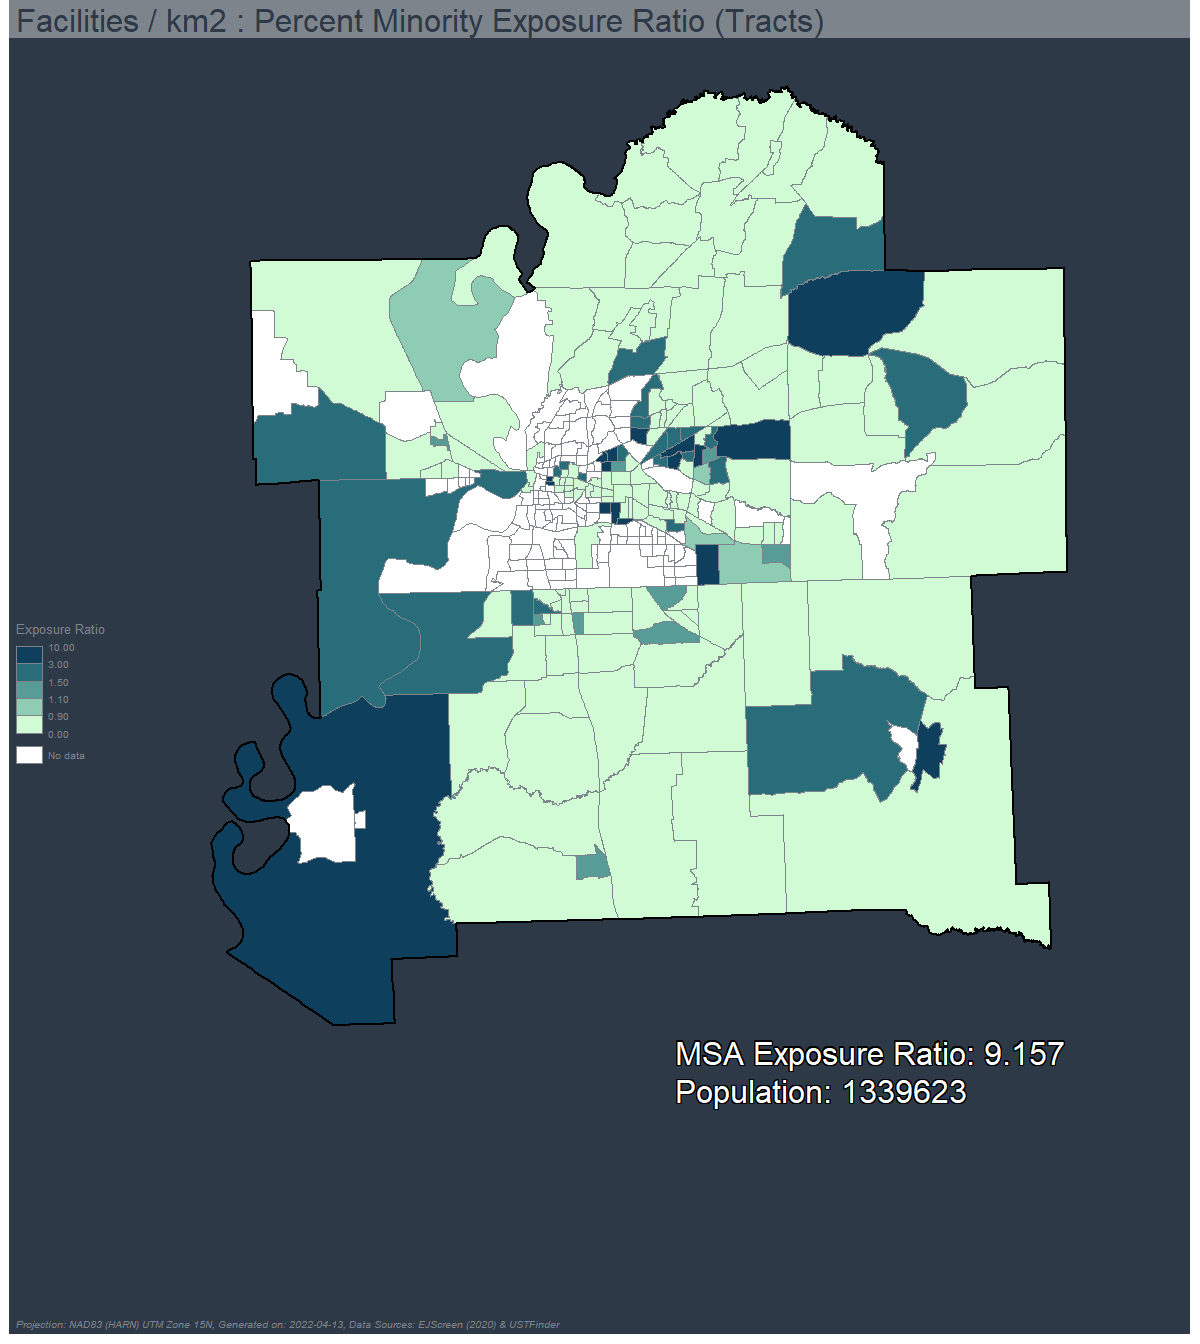 Facilities / km2 : Percent Minority Exposure Ratio (Tracts)
Exposure Ratio
10.00
3.00
1.50
1.10
0.90
0.00
No data
MSA Exposure Ratio: 9.157
Population: 1339623
Projection: NAD83 (HARN) UTM Zone 15N, Generated on: 2022-04-13, Data Sources: EJScreen (2020) & USTFinder